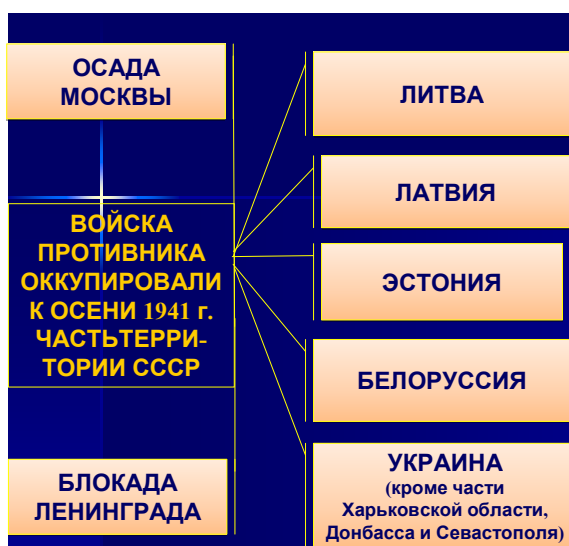 ОСАДА
МОСКВЫ
ВОЙСКА
ПРОТИВНИКА
ОККУПИРОВАЛИ
К ОСЕНИ 1941 г.
ЧАСТЬТЕРРИ-
ТОРИИ СССР
БЛОКАДА
ЛЕНИНГРАДА
ЛИТВА
ЛАТВИЯ
ЭСТОНИЯ
БЕЛОРУССИЯ
УКРАИНА
(кроме части
Харьковской области,
Донбасса и Севастополя)